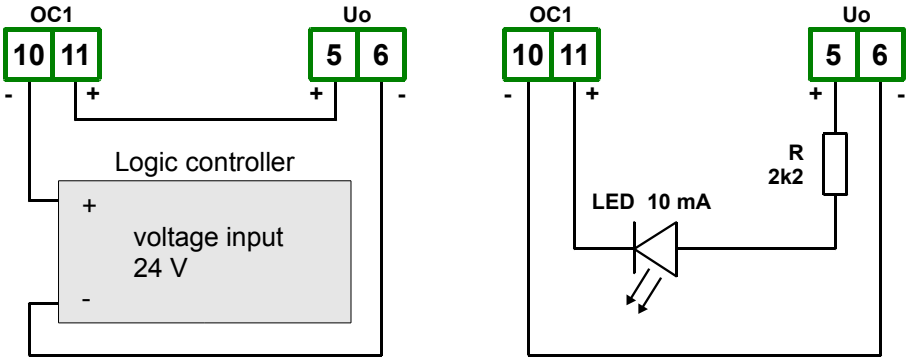 OC1
Uo
10 11
5 6
- +
+ -
Logic controller
+
voltage input
24 V
-
OC1
Uo
10 11
5 6
- +
+ -
R
2k2
LED 10 mA